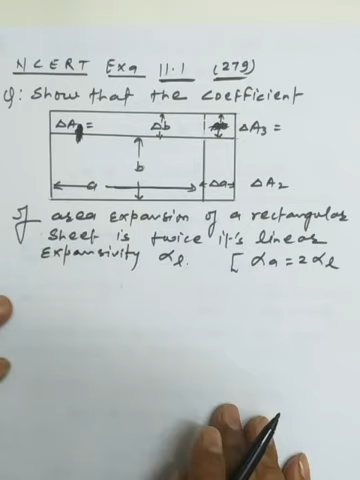 NCERT Exa 11.1 (279)
Q: Show that the coefficient
ΔA1 = Δb ΔA3 =
b
a Δa ΔA2
of area expansion of a rectangular
sheet is twice it's linear
expansivity αl. [ αa = 2αl